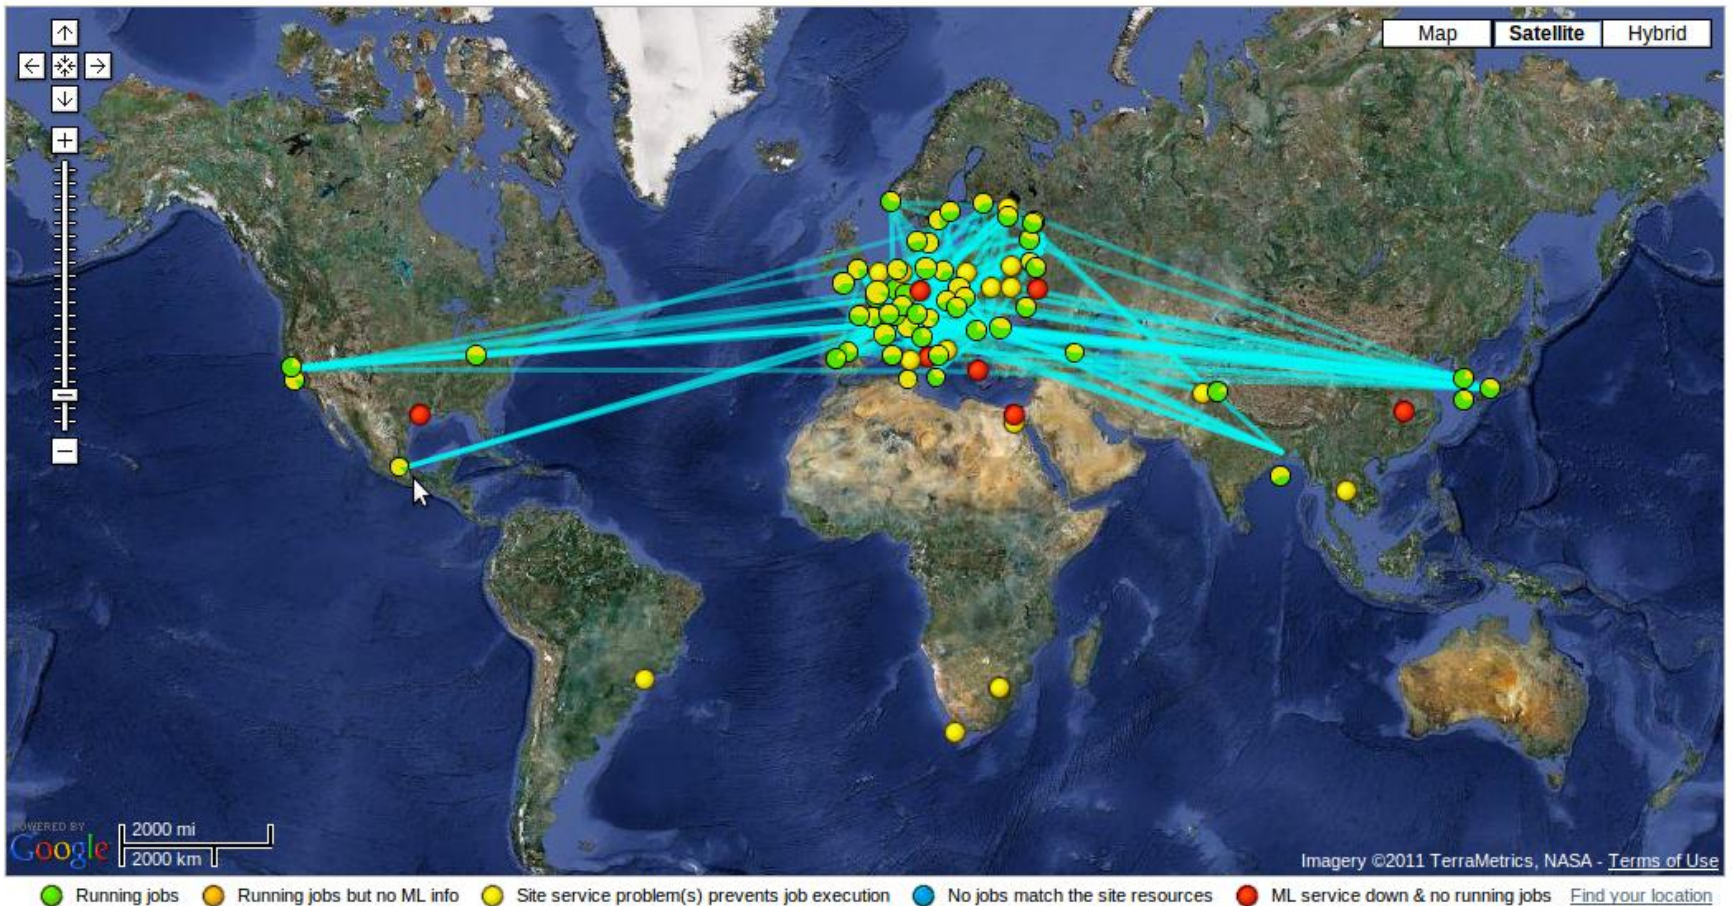 Map Satellite Hybrid
POWERED BY
Google
2000 mi
2000 km
Imagery ©2011 TerraMetrics, NASA - Terms of Use
Running jobs Running jobs but no ML info Site service problem(s) prevents job execution No jobs match the site resources ML service down & no running jobs Find your location